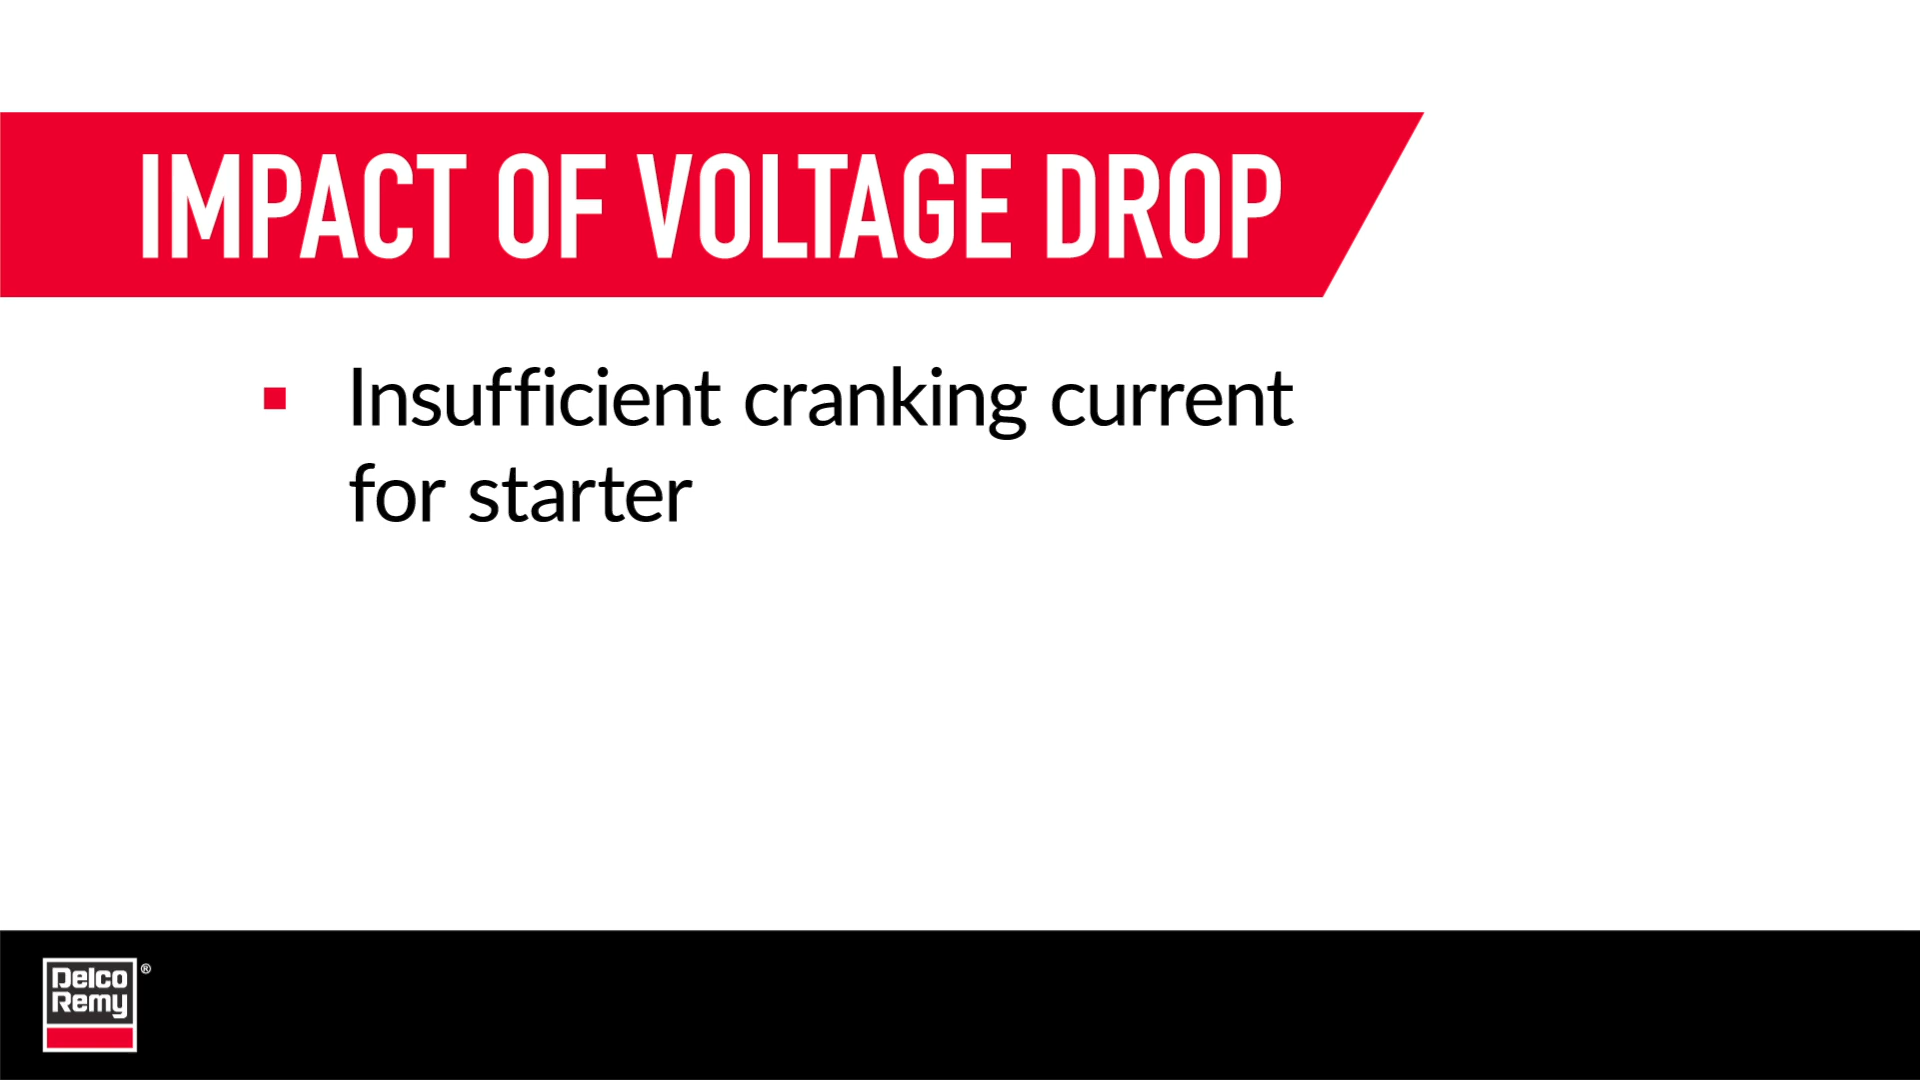 IMPACT OF VOLTAGE DROP
▪ Insufficient cranking current
for starter
Delco
Remy
®